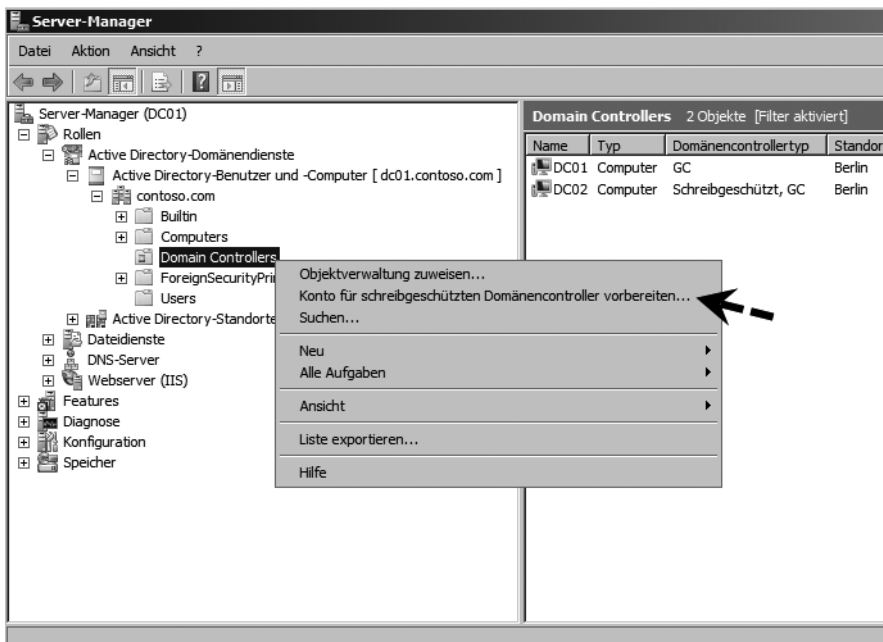 Server-Manager
Datei Aktion Ansicht ?
Server-Manager (DC01)
Rollen
Active Directory-Domänendienste
Active Directory-Benutzer und -Computer [ dc01.contoso.com ]
contoso.com
Builtin
Computers
Domain Controllers
ForeignSecurityPri
Users
Active Directory-Standorte
Dateidienste
DNS-Server
Webserver (IIS)
Features
Diagnose
Konfiguration
Speicher
Objektverwaltung zuweisen...
Konto für schreibgeschützten Domänencontroller vorbereiten...
Suchen...
Neu
Alle Aufgaben
Ansicht
Liste exportieren...
Hilfe
Domain Controllers 2 Objekte [Filter aktiviert]
Name Typ Domänencontrollertyp Standor
DC01 Computer GC Berlin
DC02 Computer Schreibgeschützt, GC Berlin